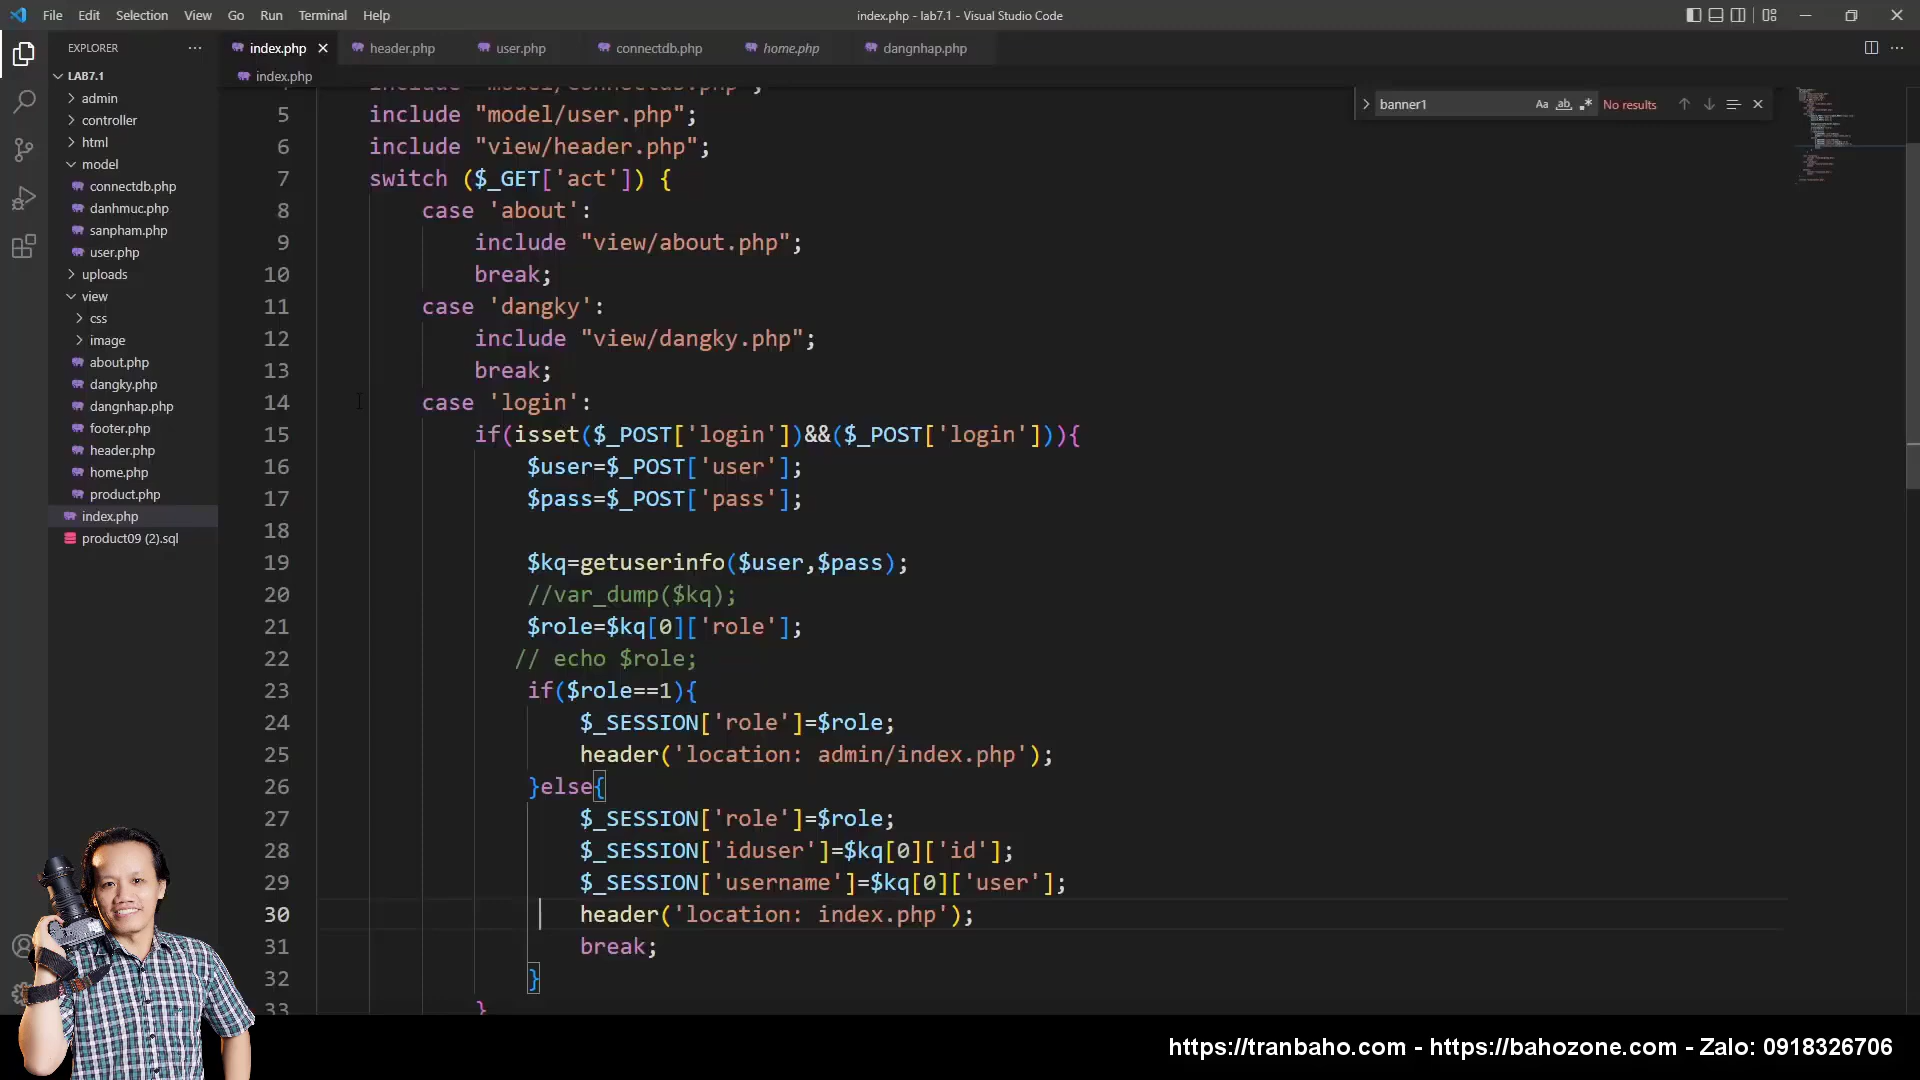 File Edit Selection View Go Run Terminal Help
index.php - lab7.1 - Visual Studio Code
EXPLORER
index.php header.php user.php connectdb.php home.php dangnhap.php
LAB7.1
index.php
admin
controller
html
model
connectdb.php
danhmuc.php
sanpham.php
user.php
uploads
view
css
image
about.php
dangky.php
dangnhap.php
footer.php
header.php
home.php
product.php
index.php
product09 (2).sql
banner1 Aa ab No results
include "model/connectdb.php";
5 include "model/user.php";
6 include "view/header.php";
7 switch ($_GET['act']) {
8 case 'about':
9 include "view/about.php";
10 break;
11 case 'dangky':
12 include "view/dangky.php";
13 break;
14 case 'login':
15 if(isset($_POST['login'])&&($_POST['login'])){
16 $user=$_POST['user'];
17 $pass=$_POST['pass'];
18
19 $kq=getuserinfo($user,$pass);
20 //var_dump($kq);
21 $role=$kq[0]['role'];
22 // echo $role;
23 if($role==1){
24 $_SESSION['role']=$role;
25 header('location: admin/index.php');
26 }else{
27 $_SESSION['role']=$role;
28 $_SESSION['iduser']=$kq[0]['id'];
29 $_SESSION['username']=$kq[0]['user'];
30 header('location: index.php');
31 break;
32 }
33 }
https://tranbaho.com - https://bahozone.com - Zalo: 0918326706